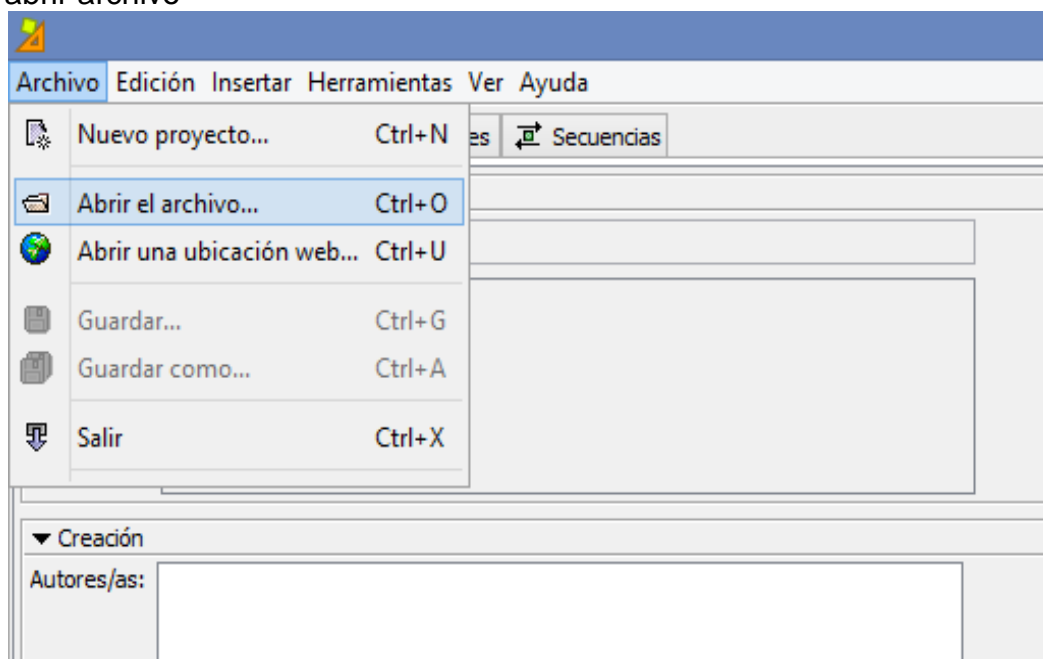 abrir archivo
Archivo Edición Insertar Herramientas Ver Ayuda
Nuevo proyecto... Ctrl+N
es Secuencias
Abrir el archivo... Ctrl+O
Abrir una ubicación web... Ctrl+U
Guardar... Ctrl+G
Guardar como... Ctrl+A
Salir Ctrl+X
Creación
Autores/as: